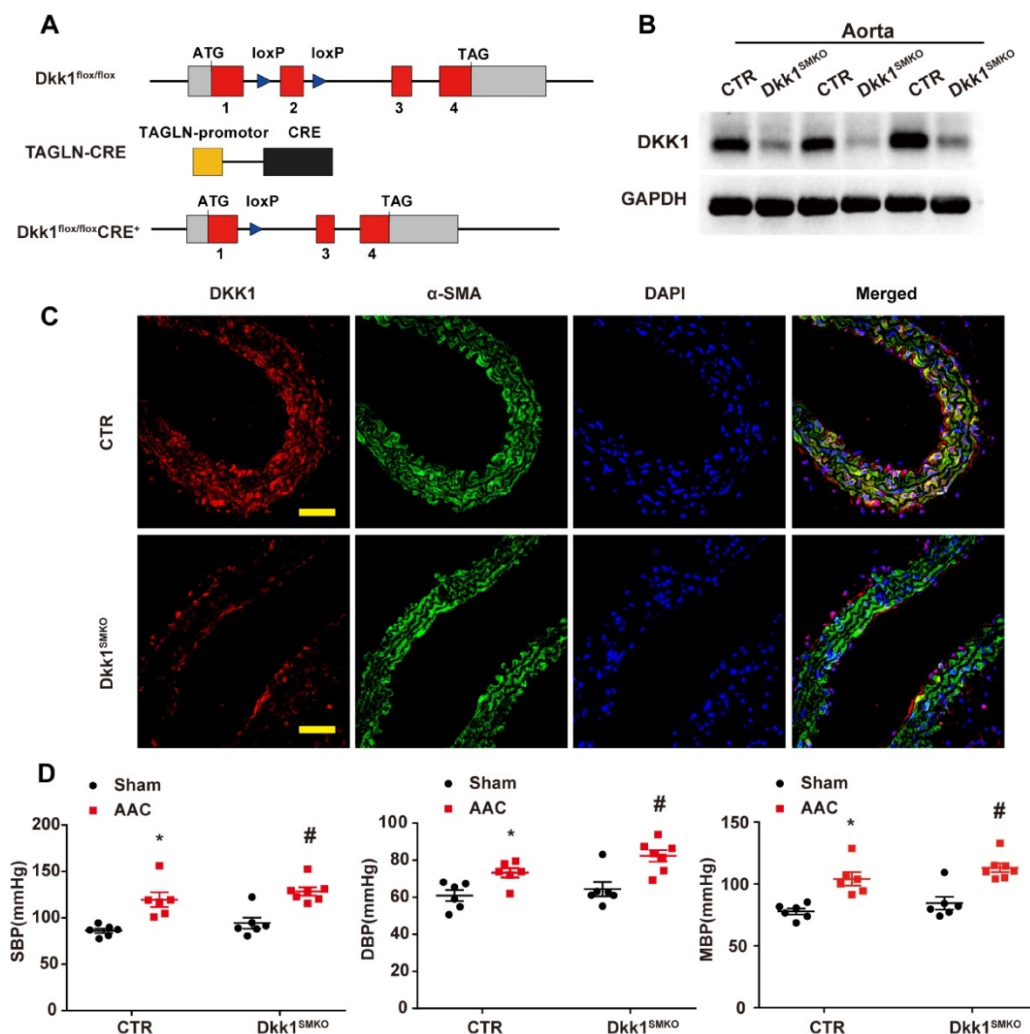 A
Dkk1flox/flox
ATG loxP loxP TAG
1 2 3 4
TAGLN-CRE
TAGLN-promotor CRE
Dkk1flox/floxCRE+
ATG loxP TAG
1 3 4
B
Aorta
CTR Dkk1SMKO CTR Dkk1SMKO CTR Dkk1SMKO
DKK1
GAPDH
C
DKK1 α-SMA DAPI Merged
CTR
Dkk1SMKO
D
Sham
AAC
SBP(mmHg)
200
150
100
50
0
*
#
CTR Dkk1SMKO
Sham
AAC
DBP(mmHg)
100
80
60
40
20
0
*
#
CTR Dkk1SMKO
Sham
AAC
MBP(mmHg)
150
100
50
0
*
#
CTR Dkk1SMKO